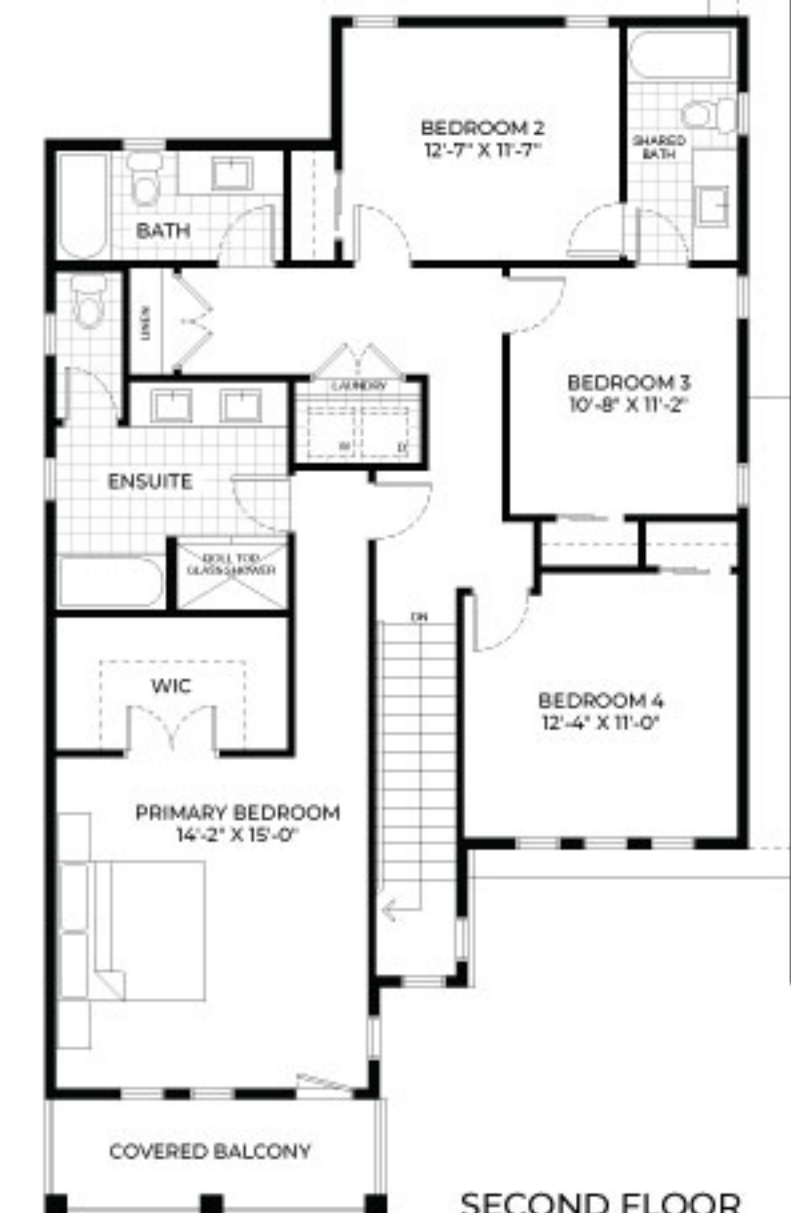 BEDROOM 2
12'-7" X 11'-7"
SHARED
BATH
BATH
LINEN
LAUNDRY
W
D
BEDROOM 3
10'-8" X 11'-2"
ENSUITE
ROLL TOP
GLASS SHOWER
DN
WIC
BEDROOM 4
12'-4" X 11'-0"
PRIMARY BEDROOM
14'-2" X 15'-0"
COVERED BALCONY
SECOND FLOOR